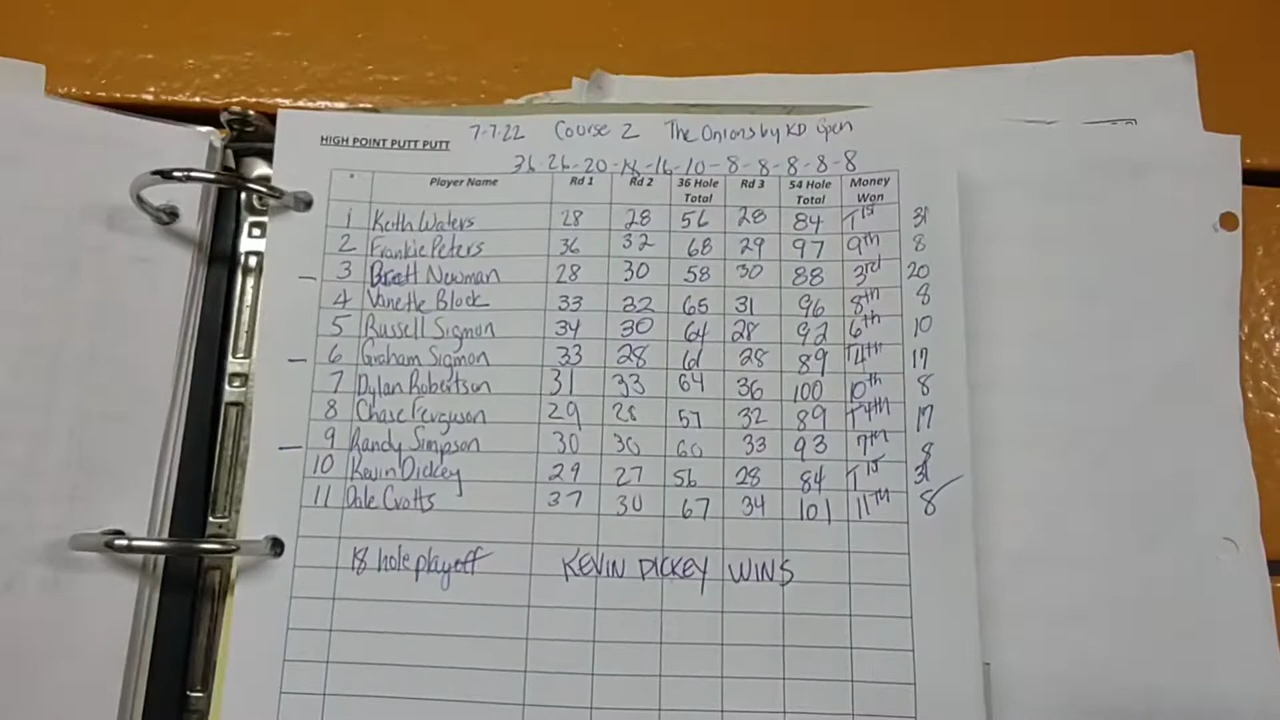 7-7-22 Course 2 The Onions by KD Open
HIGH POINT PUTT PUTT
36-26-20-18-16-10-8-8-8-8-8
Player Name Rd 1 Rd 2 36 Hole Total Rd 3 54 Hole Total Money Won
1 Keith Waters 28 28 56 28 84 T1st 31
2 Frankie Peters 36 32 68 29 97 9th 8
3 Brett Newman 28 30 58 30 88 3rd 20
4 Vanetta Block 33 32 65 31 96 8th 8
5 Russell Sigmon 34 30 64 28 92 6th 10
6 Graham Sigmon 33 28 61 28 89 T4th 17
7 Dylan Robertson 31 33 64 36 100 10th 8
8 Chase Ferguson 29 28 57 32 89 T4th 17
9 Randy Simpson 30 30 60 33 93 7th 8
10 Kevin Dickey 29 27 56 28 84 T1st 31
11 Dale Crotts 37 30 67 34 101 11TH 8
18 hole playoff KEVIN DICKEY WINS